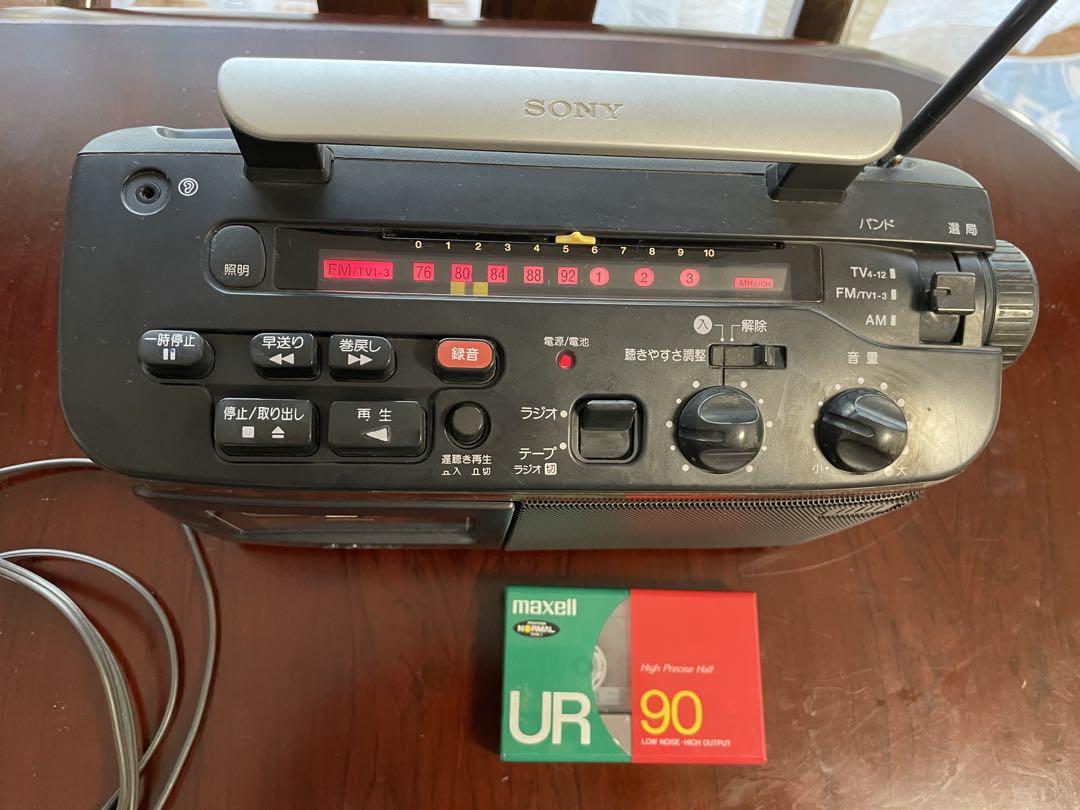 SONY
バンド
選局
照明
0 1 2 3 4 5 6 7 8 9 10
FM/TV1-3 76 80 84 88 92 1 2 3 MHz/CH
TV4-12
FM/TV1-3
AM
一時停止
早送り
巻戻し
録音
電源/電池
入
解除
聴きやすさ調整
音量
停止/取り出し
再生
遅聴き再生
入 切
ラジオ
テープ
ラジオ切
小
大
maxell
POSITION
NORMAL
UR
High Precise Half
90
LOW NOISE・HIGH OUTPUT